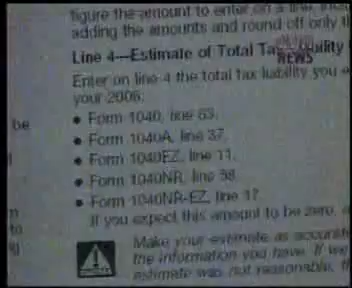 figure the amount to enter on a line,
adding the amounts and round off only
Line 4—Estimate of Total Tax Liability
NEWS
Enter on line 4 the total tax liability you
your 2006:
be
● Form 1040, line 63.
● Form 1040A, line 37.
● Form 1040EZ, line 11.
● Form 1040NR, line 58.
● Form 1040NR-EZ, line 17.
If you expect this amount to be zero,
to
Make your estimate as accurate
the information you have. If we
estimate was not reasonable,